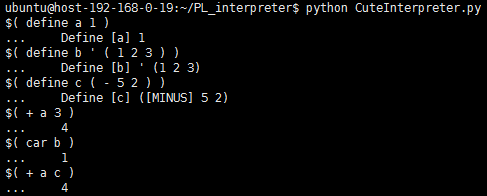 ubuntu@host-192-168-0-19:~/PL_interpreter$ python CuteInterpreter.py
$( define a 1 )
...     Define [a] 1
$( define b ' ( 1 2 3 ) )
...     Define [b] ' (1 2 3)
$( define c ( - 5 2 ) )
...     Define [c] ([MINUS] 5 2)
$( + a 3 )
...     4
$( car b )
...     1
$( + a c )
...     4